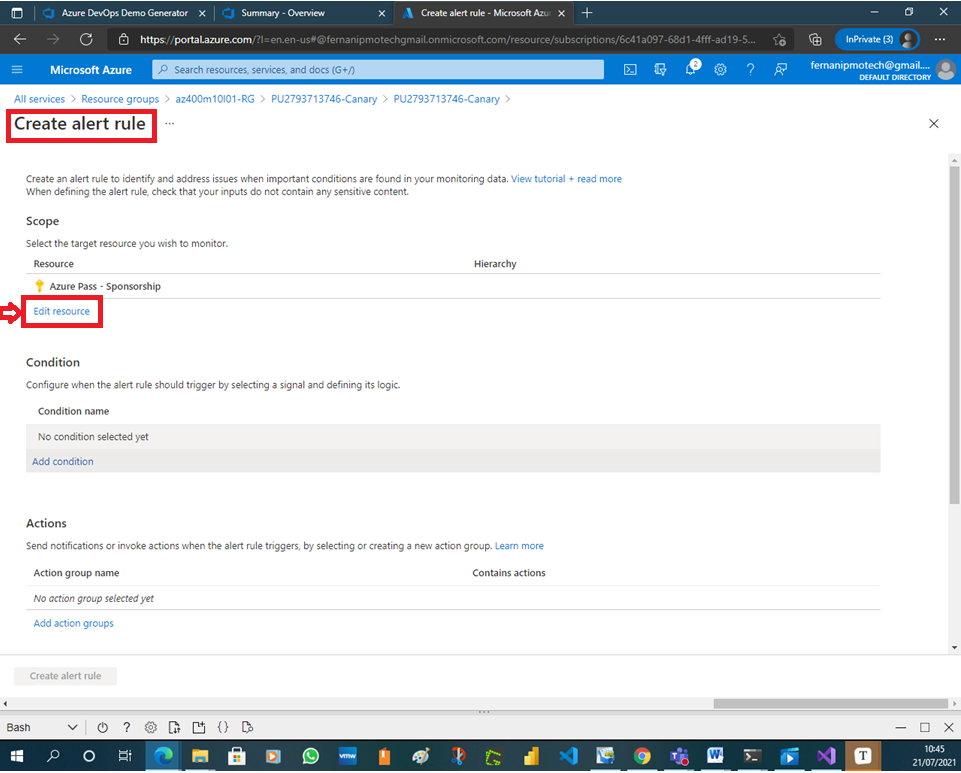 Azure DevOps Demo Generator
Summary - Overview
Create alert rule - Microsoft Azu
https://portal.azure.com/?l=en.en-us#@fernanipmotechgmail.onmicrosoft.com/resource/subscriptions/6c41a097-68d1-4fff-ad19-5...
InPrivate (3)
Microsoft Azure
Search resources, services, and docs (G+/)
2
fernanipmotech@gmail....
DEFAULT DIRECTORY
All services > Resource groups > az400m10l01-RG > PU2793713746-Canary > PU2793713746-Canary >
Create alert rule ...
Create an alert rule to identify and address issues when important conditions are found in your monitoring data. View tutorial + read more
When defining the alert rule, check that your inputs do not contain any sensitive content.
Scope
Select the target resource you wish to monitor.
Resource Hierarchy
Azure Pass - Sponsorship
Edit resource
Condition
Configure when the alert rule should trigger by selecting a signal and defining its logic.
Condition name
No condition selected yet
Add condition
Actions
Send notifications or invoke actions when the alert rule triggers, by selecting or creating a new action group. Learn more
Action group name Contains actions
No action group selected yet
Add action groups
Create alert rule
Bash
? { }
vmw
W
T
10:45
21/07/2021